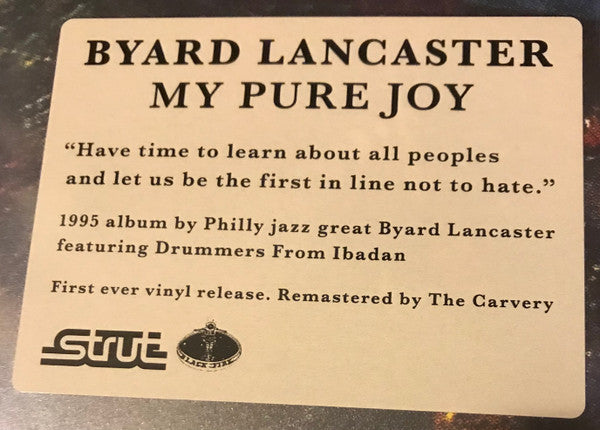 BYARD LANCASTER
MY PURE JOY
“Have time to learn about all peoples
and let us be the first in line not to hate.”
1995 album by Philly jazz great Byard Lancaster
featuring Drummers From Ibadan
First ever vinyl release. Remastered by The Carvery
strut
BLACK FIRE